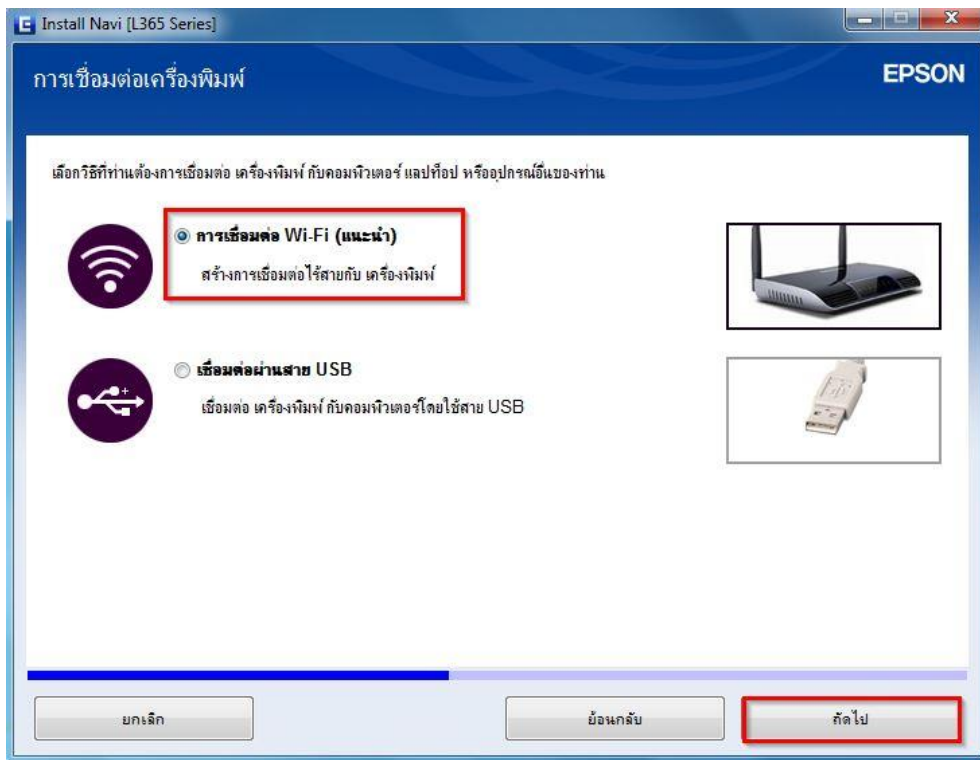 Install Navi [L365 Series]
การเชื่อมต่อเครื่องพิมพ์
EPSON
เลือกวิธีที่ท่านต้องการเชื่อมต่อ เครื่องพิมพ์ กับคอมพิวเตอร์ แลปท็อป หรืออุปกรณ์อื่นของท่าน
การเชื่อมต่อ Wi-Fi (แนะนำ)
สร้างการเชื่อมต่อไร้สายกับ เครื่องพิมพ์
เชื่อมต่อผ่านสาย USB
เชื่อมต่อ เครื่องพิมพ์ กับคอมพิวเตอร์โดยใช้สาย USB
ยกเลิก
ย้อนกลับ
ถัดไป